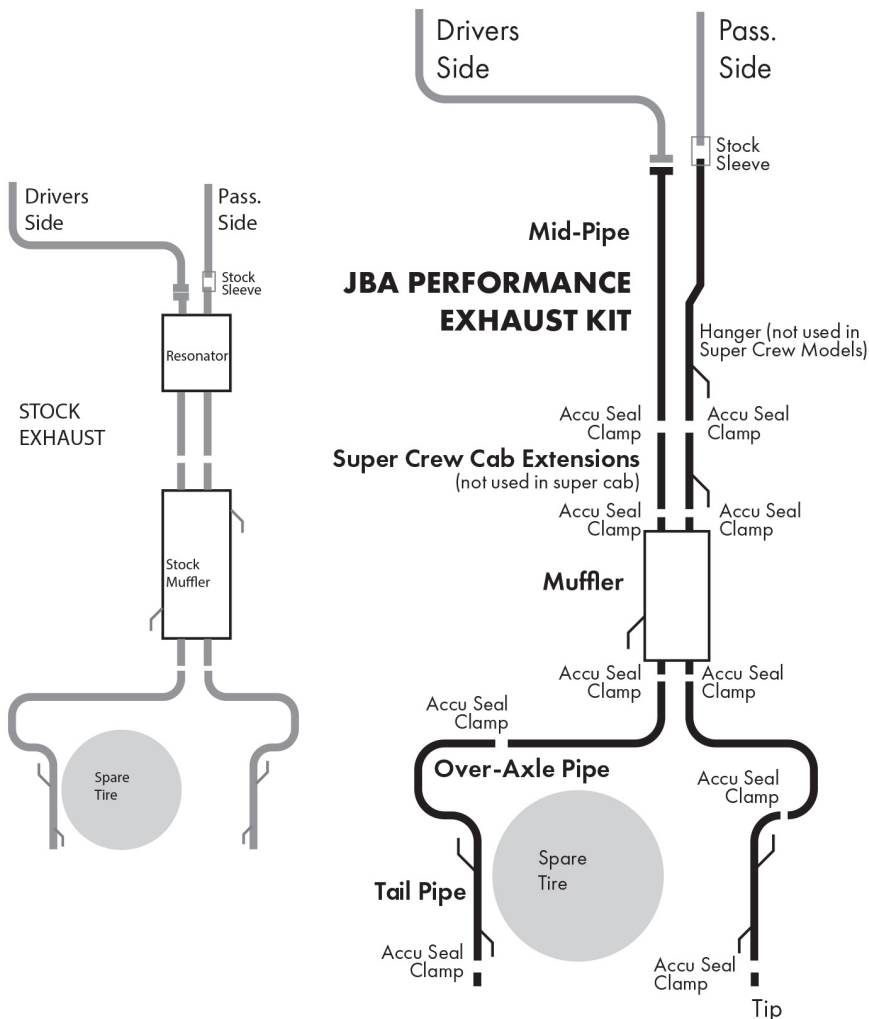 Drivers
Side
Pass.
Side
Stock
Sleeve
Resonator
STOCK
EXHAUST
Stock
Muffler
Spare
Tire
Drivers
Side
Pass.
Side
Stock
Sleeve
Mid-Pipe
JBA PERFORMANCE
EXHAUST KIT
Hanger (not used in
Super Crew Models)
Accu Seal
Clamp
Accu Seal
Clamp
Super Crew Cab Extensions
(not used in super cab)
Accu Seal
Clamp
Accu Seal
Clamp
Muffler
Accu Seal
Clamp
Accu Seal
Clamp
Accu Seal
Clamp
Over-Axle Pipe
Accu Seal
Clamp
Spare
Tire
Tail Pipe
Accu Seal
Clamp
Accu Seal
Clamp
Tip